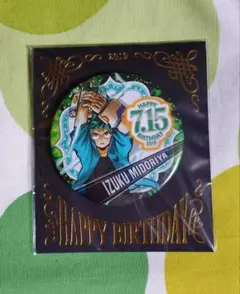 2019
HAPPY
7.15
BIRTHDAY
2019
IZUKU MIDORIYA
HAPPY BIRTHDAY